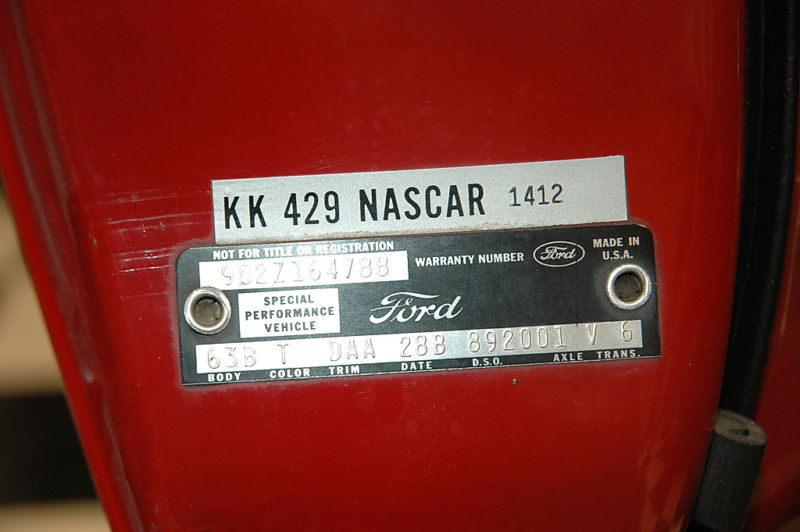 KK 429 NASCAR 1412
NOT FOR TITLE OR REGISTRATION
9G2Z164788 WARRANTY NUMBER Ford MADE IN U.S.A.
SPECIAL PERFORMANCE VEHICLE
Ford
63B T DAA 28B 892001 V 6
BODY COLOR TRIM DATE D.S.O. AXLE TRANS.